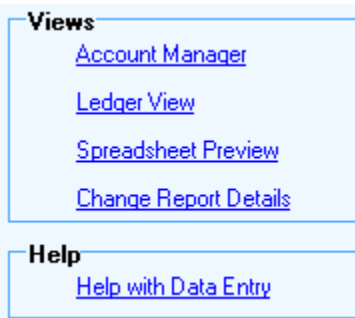 Views
Account Manager
Ledger View
Spreadsheet Preview
Change Report Details
Help
Help with Data Entry